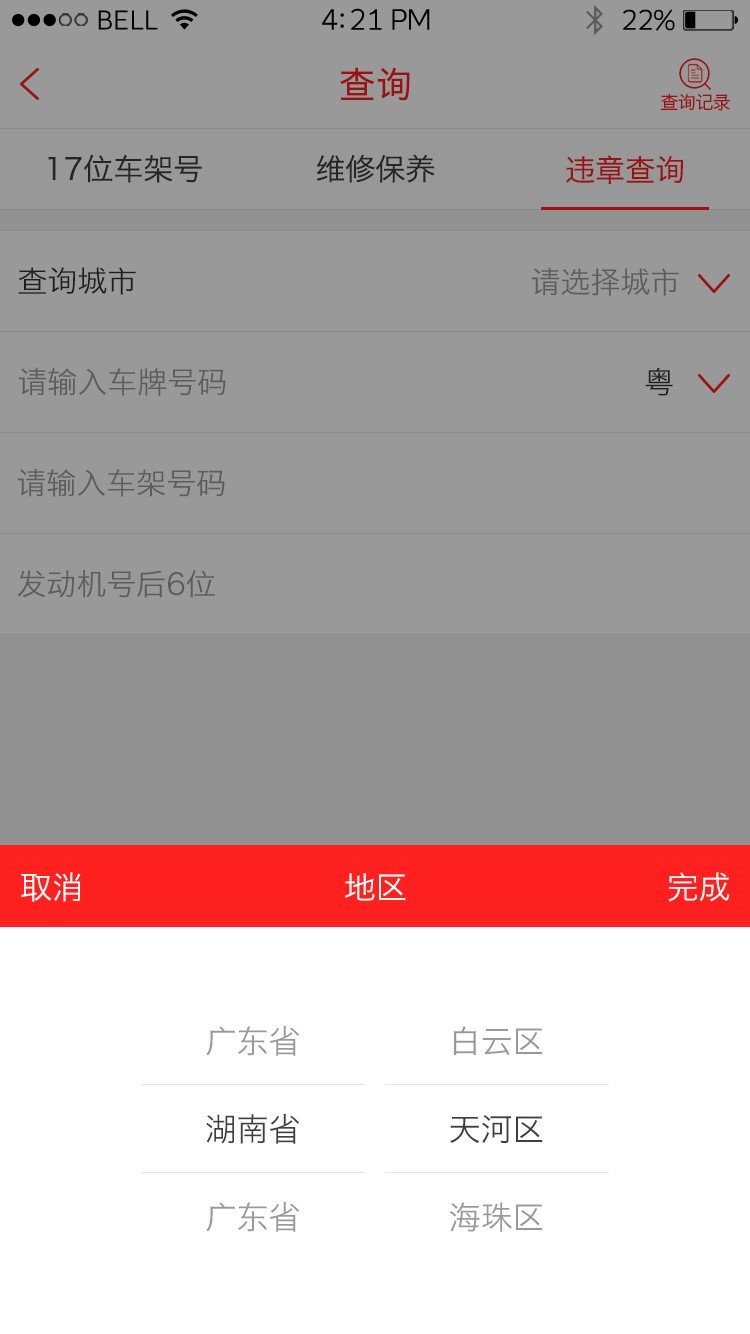 BELL 4:21 PM 22%
查询
查询记录
17位车架号 维修保养 违章查询
查询城市 请选择城市
请输入车牌号码 粤
请输入车架号码
发动机号后6位
取消 地区 完成
广东省 白云区
湖南省 天河区
广东省 海珠区